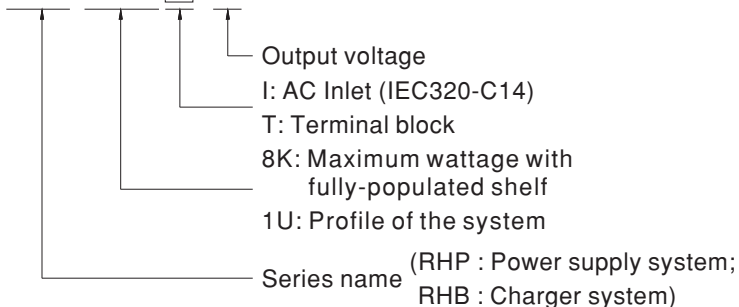 Output voltage
I: AC Inlet (IEC320-C14)
T: Terminal block
8K: Maximum wattage with
fully-populated shelf
1U: Profile of the system
Series name (RHP : Power supply system;
RHB : Charger system)